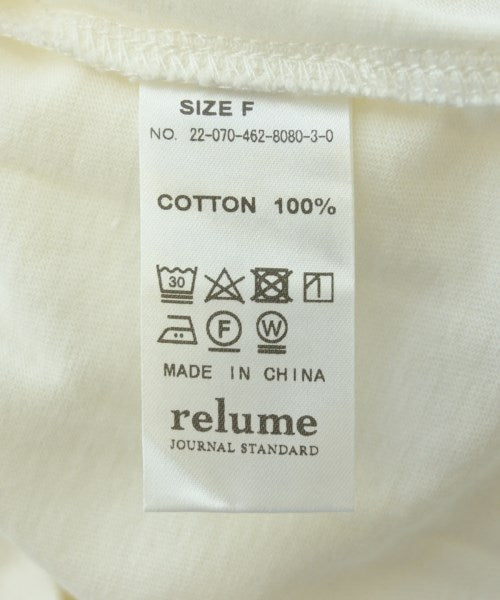 SIZE F
NO. 22-070-462-8080-3-0
COTTON 100%
30
F W
MADE IN CHINA
relume
JOURNAL STANDARD